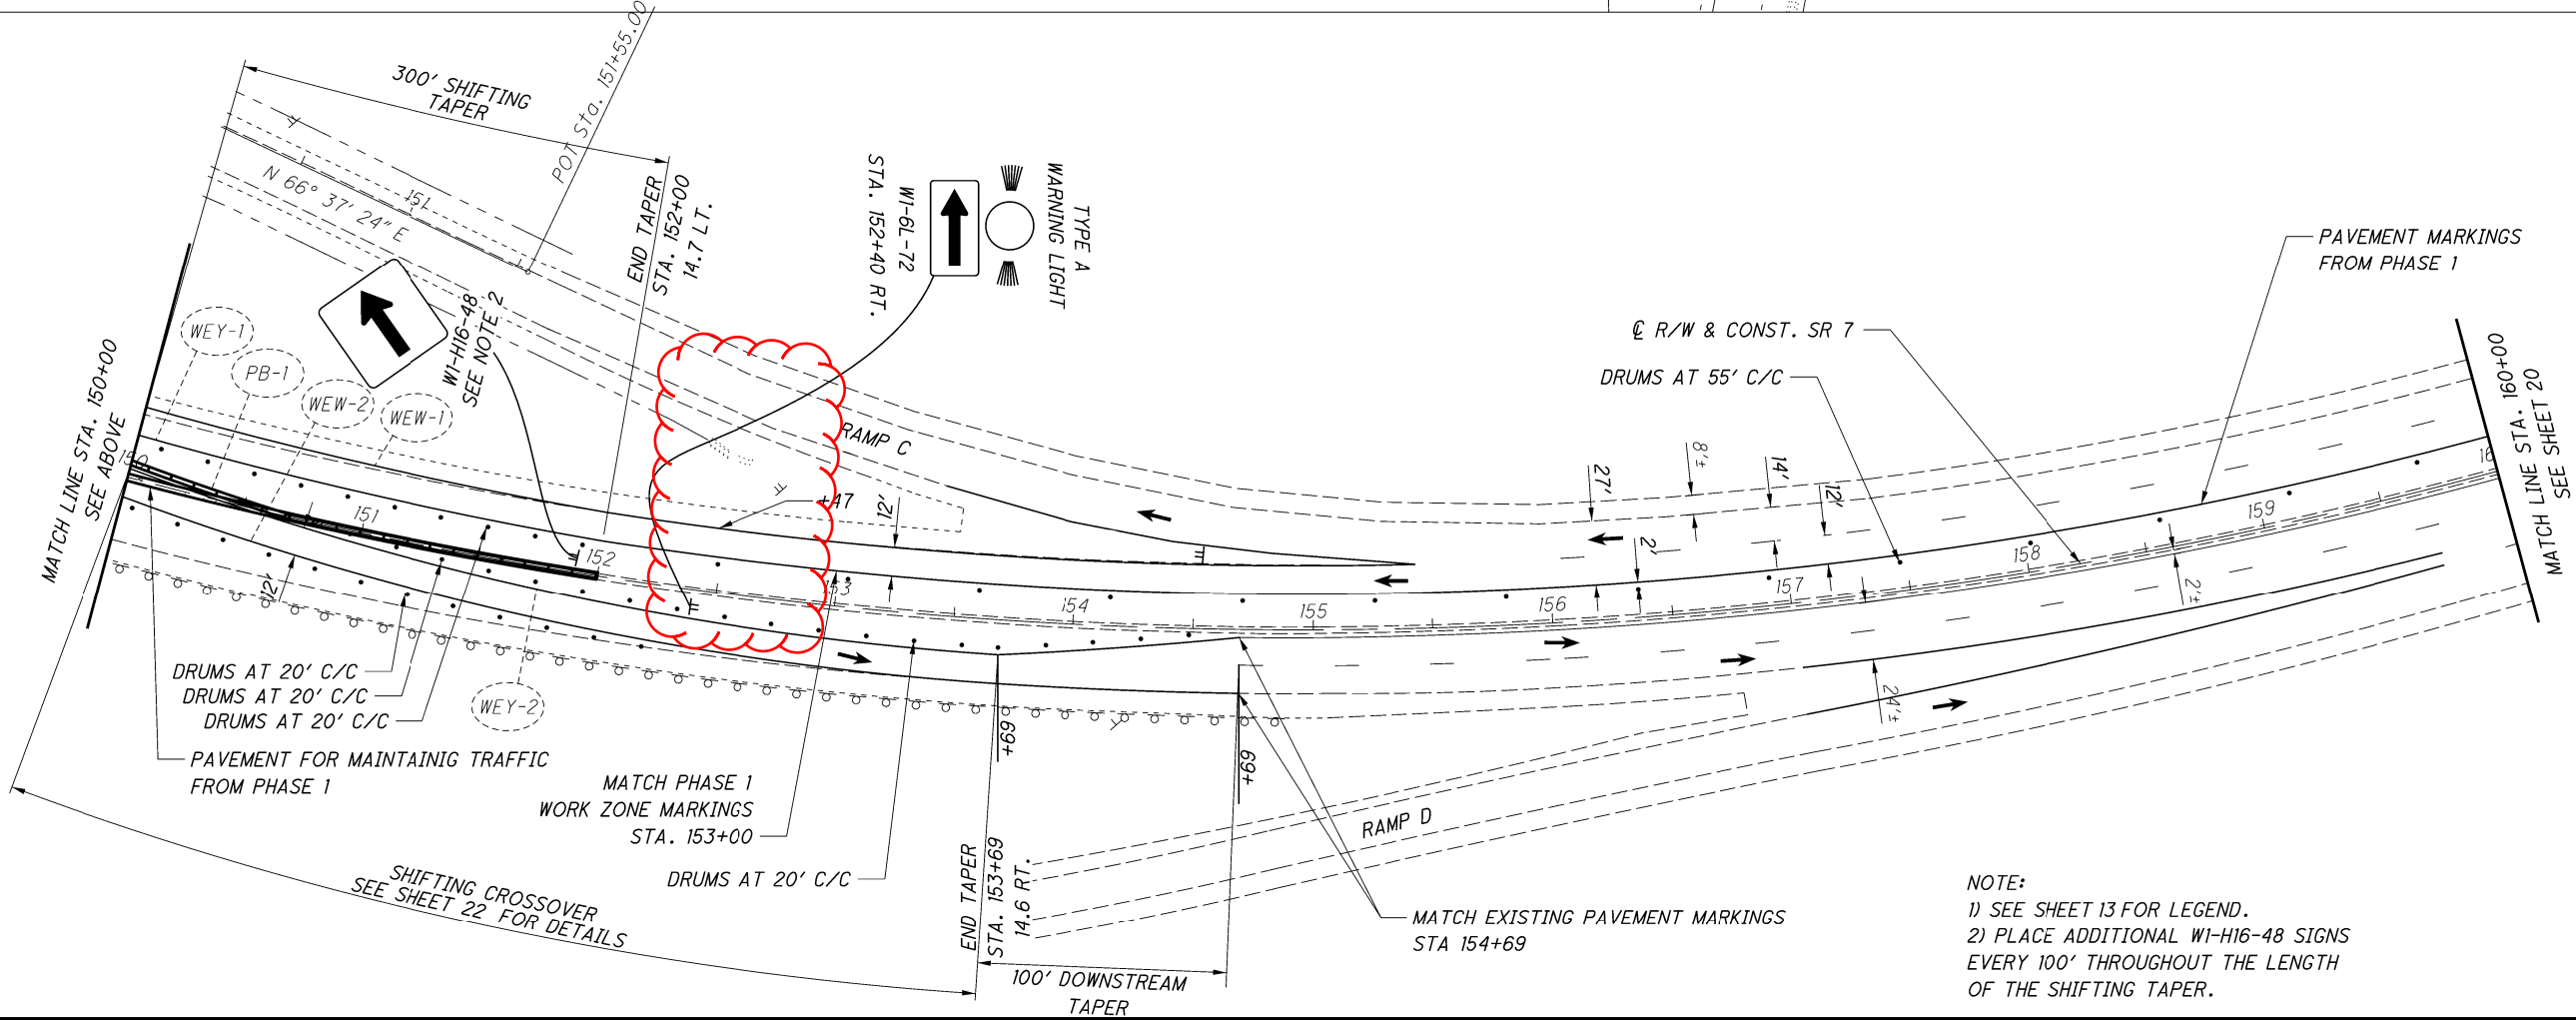 300' SHIFTING
TAPER
POT Sta. 151+55.00
N 66° 37' 24" E
151
END TAPER
STA. 152+00
14.7 LT.
STA. 152+40 RT.
W1-6L-72
TYPE A
WARNING LIGHT
W1-H16-48
SEE NOTE 2
WEY-1
PB-1
WEW-2
WEW-1
MATCH LINE STA. 150+00
SEE ABOVE
150
151
152
153
154
155
156
157
158
159
16
RAMP C
+47
12'
12'
27'
8'±
14'
12'
2'
2'±
24'±
PAVEMENT MARKINGS
FROM PHASE 1
℄ R/W & CONST. SR 7
DRUMS AT 55' C/C
MATCH LINE STA. 160+00
SEE SHEET 20
DRUMS AT 20' C/C
DRUMS AT 20' C/C
DRUMS AT 20' C/C
WEY-2
PAVEMENT FOR MAINTAINIG TRAFFIC
FROM PHASE 1
MATCH PHASE 1
WORK ZONE MARKINGS
STA. 153+00
DRUMS AT 20' C/C
+69
+69
END TAPER
STA. 153+69
14.6 RT.
SHIFTING CROSSOVER
SEE SHEET 22 FOR DETAILS
100' DOWNSTREAM
TAPER
RAMP D
MATCH EXISTING PAVEMENT MARKINGS
STA 154+69
NOTE:
1) SEE SHEET 13 FOR LEGEND.
2) PLACE ADDITIONAL W1-H16-48 SIGNS
EVERY 100' THROUGHOUT THE LENGTH
OF THE SHIFTING TAPER.